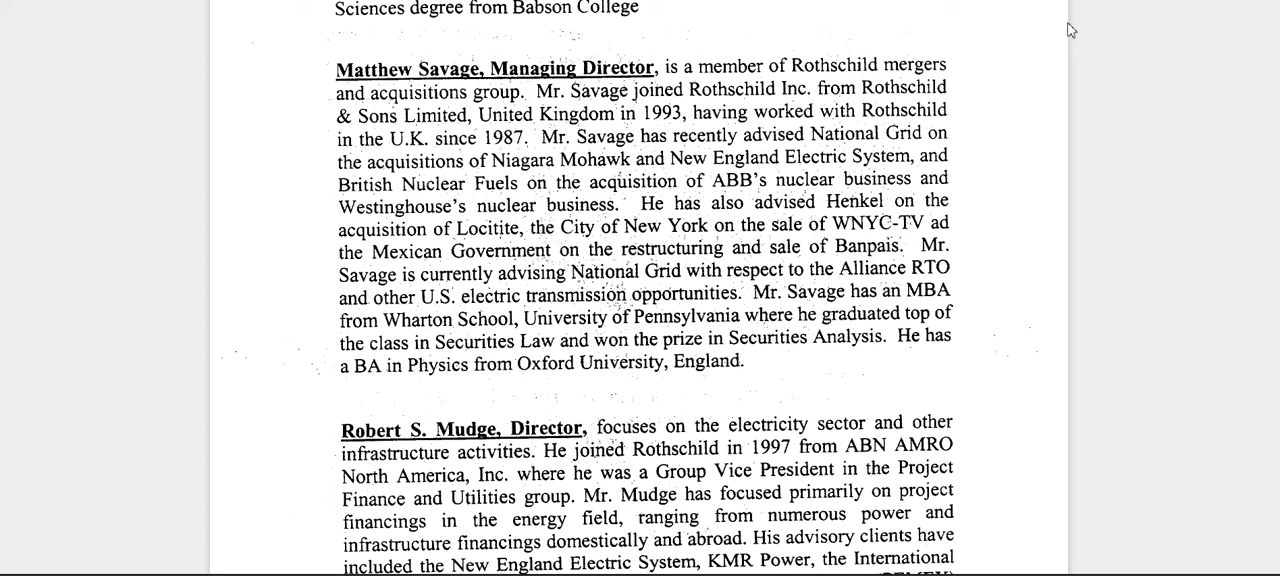 Sciences degree from Babson College
Matthew Savage, Managing Director, is a member of Rothschild mergers
and acquisitions group. Mr. Savage joined Rothschild Inc. from Rothschild
& Sons Limited, United Kingdom in 1993, having worked with Rothschild
in the U.K. since 1987. Mr. Savage has recently advised National Grid on
the acquisitions of Niagara Mohawk and New England Electric System, and
British Nuclear Fuels on the acquisition of ABB's nuclear business and
Westinghouse's nuclear business. He has also advised Henkel on the
acquisition of Locitite, the City of New York on the sale of WNYC-TV ad
the Mexican Government on the restructuring and sale of Banpais. Mr.
Savage is currently advising National Grid with respect to the Alliance RTO
and other U.S. electric transmission opportunities. Mr. Savage has an MBA
from Wharton School, University of Pennsylvania where he graduated top of
the class in Securities Law and won the prize in Securities Analysis. He has
a BA in Physics from Oxford University, England.
Robert S. Mudge, Director, focuses on the electricity sector and other
infrastructure activities. He joined Rothschild in 1997 from ABN AMRO
North America, Inc. where he was a Group Vice President in the Project
Finance and Utilities group. Mr. Mudge has focused primarily on project
financings in the energy field, ranging from numerous power and
infrastructure financings domestically and abroad. His advisory clients have
included the New England Electric System, KMR Power, the International